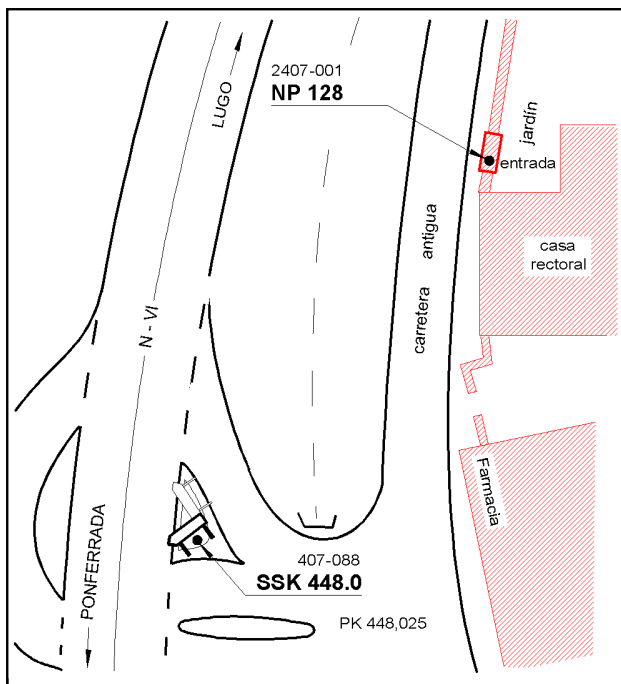 2407-001
NP 128
LUGO
jardín
entrada
casa
rectoral
carretera antigua
N - VI
Farmacia
407-088
SSK 448.0
PK 448,025
PONFERRADA